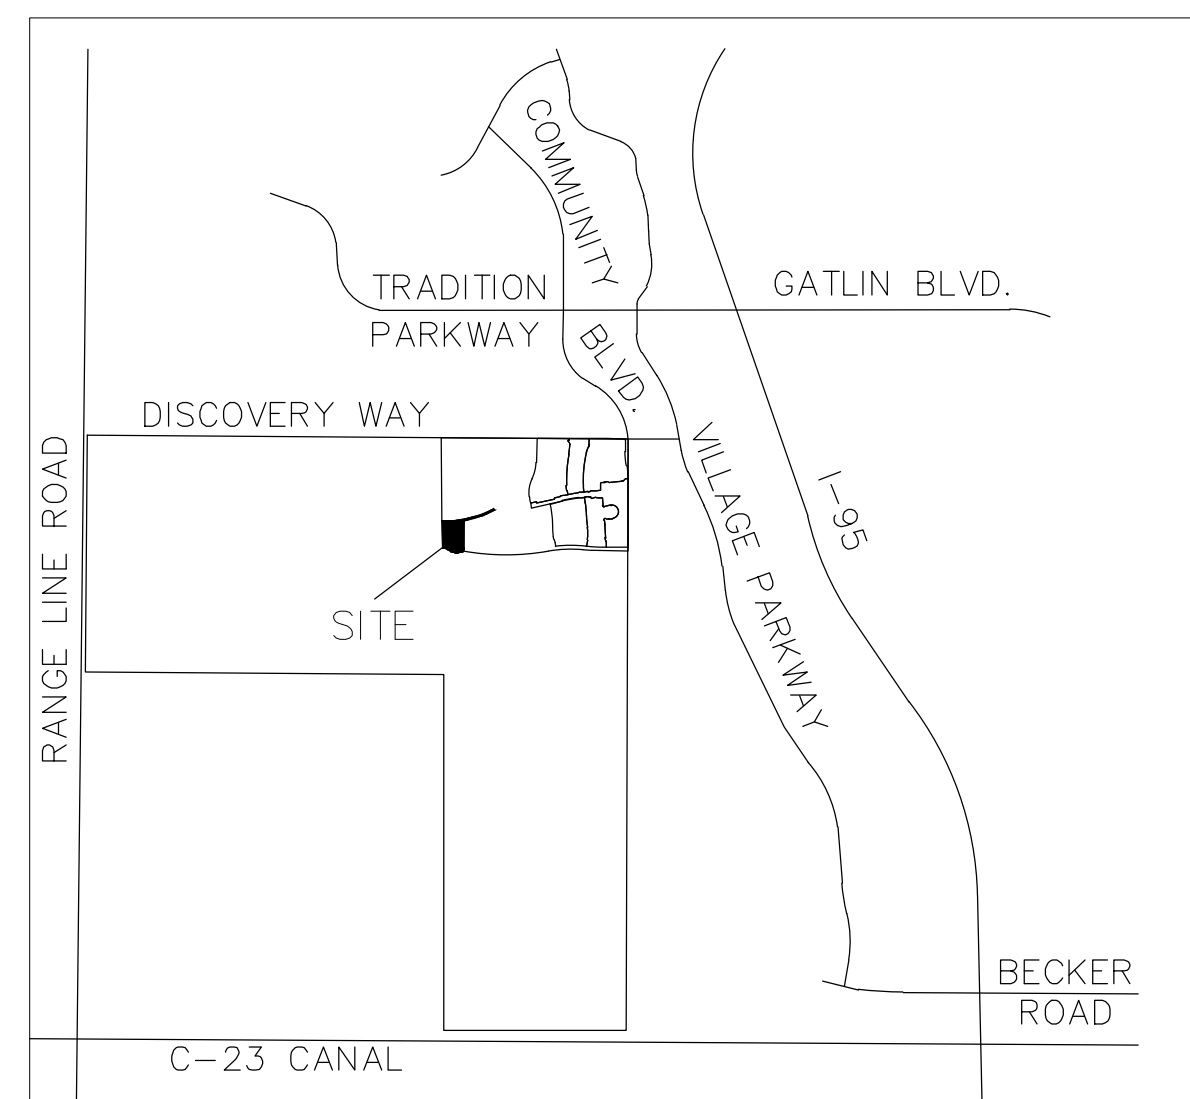 COMMUNITY
BLVD.
TRADITION
PARKWAY
GATLIN BLVD.
DISCOVERY WAY
RANGE LINE ROAD
VILLAGE PARKWAY
I-95
SITE
BECKER
ROAD
C-23 CANAL